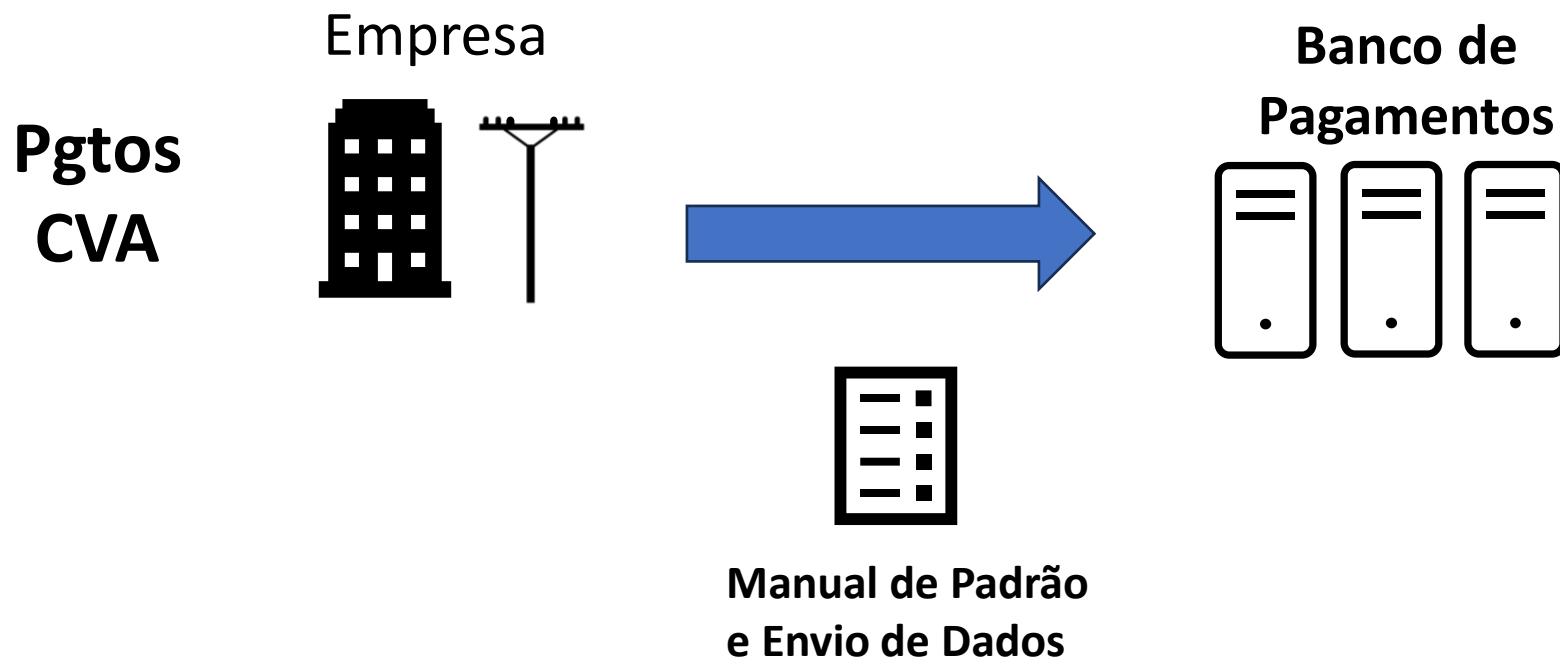 Empresa
Banco de
Pagamentos
Pgtos
CVA
Manual de Padrão
e Envio de Dados